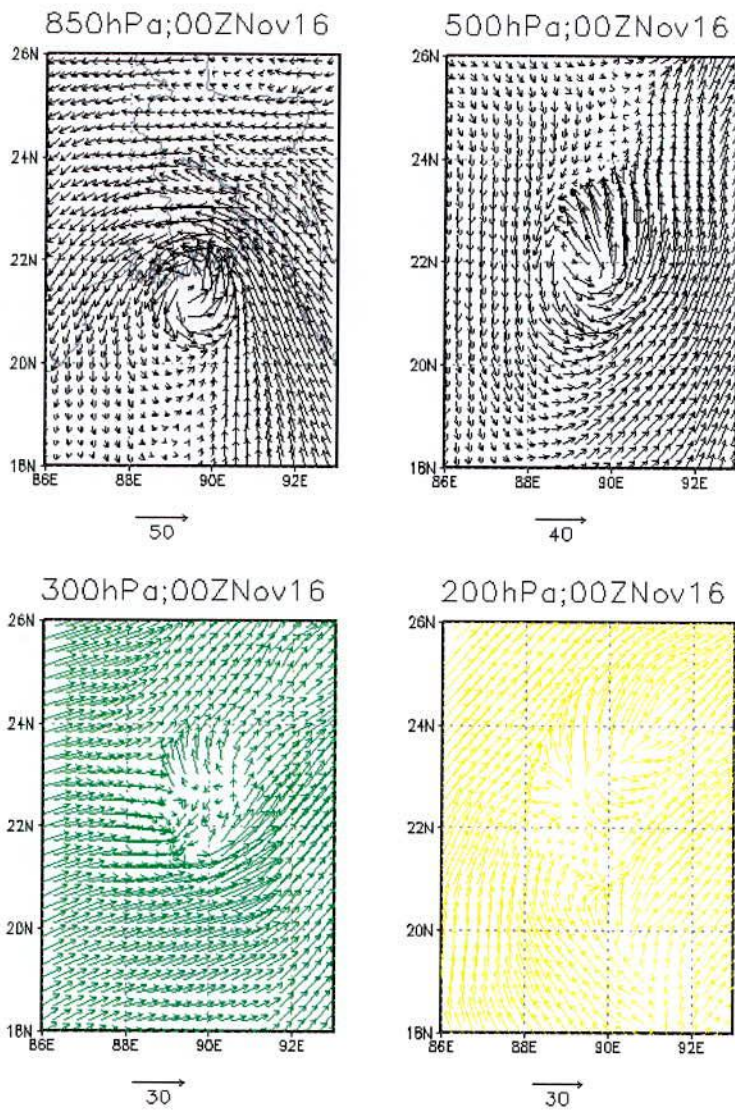 850hPa;00ZNov16
26N
24N
22N
20N
18N
86E 88E 90E 92E
50
500hPa;00ZNov16
26N
24N
22N
20N
18N
86E 88E 90E 92E
40
300hPa;00ZNov16
26N
24N
22N
20N
18N
86E 88E 90E 92E
30
200hPa;00ZNov16
26N
24N
22N
20N
18N
86E 88E 90E 92E
30